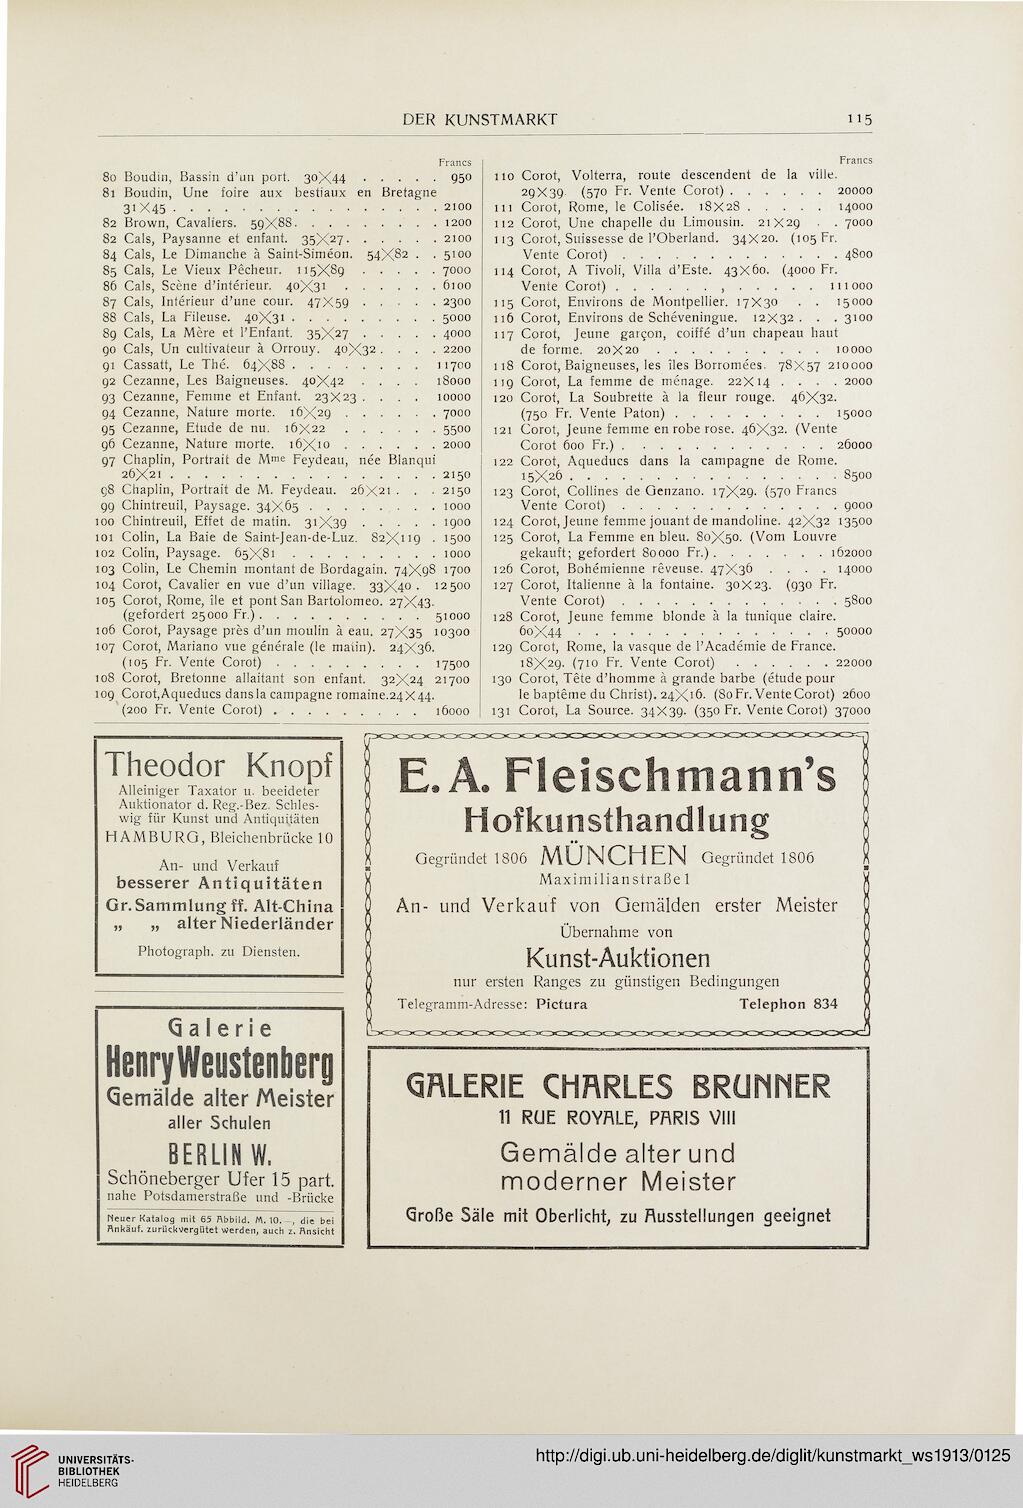 DER KUNSTMARKT 115
Francs
80 Boudin, Bassin d'un port. 30×44 . . . . . 950
81 Boudin, Une foire aux bestiaux en Bretagne
31×45 . . . . . . . . . . . . . . . . 2100
82 Brown, Cavaliers. 59×88. . . . . . . . . 1200
82 Cals, Paysanne et enfant. 35×27. . . . . . 2100
84 Cals, Le Dimanche à Saint-Siméon. 54×82 . . 5100
85 Cals, Le Vieux Pêcheur. 115×89 . . . . . . 7000
86 Cals, Scène d'intérieur. 40×31 . . . . . . 6100
87 Cals, Intérieur d'une cour. 47×59 . . . . . 2300
88 Cals, La Fileuse. 40×31 . . . . . . . . . 5000
89 Cals, La Mère et l'Enfant. 35×27 . . . . . 4000
90 Cals, Un cultivateur à Orrouy. 40×32. . . . 2200
91 Cassatt, Le Thé. 64×88 . . . . . . . . 11700
92 Cezanne, Les Baigneuses. 40×42 . . . . 18000
93 Cezanne, Femme et Enfant. 23×23 . . . . 10000
94 Cezanne, Nature morte. 16×29 . . . . . . 7000
95 Cezanne, Etude de nu. 16×22 . . . . . . 5500
96 Cezanne, Nature morte. 16×10 . . . . . . 2000
97 Chaplin, Portrait de Mme Feydeau, née Blanqui
26×21 . . . . . . . . . . . . . . . . 2150
98 Chaplin, Portrait de M. Feydeau. 26×21 . . . 2150
99 Chintreuil, Paysage. 34×65 . . . . . . . . 1000
100 Chintreuil, Effet de matin. 31×39 . . . . . 1900
101 Colin, La Baie de Saint-Jean-de-Luz. 82×119 . 1500
102 Colin, Paysage. 65×81 . . . . . . . . . 1000
103 Colin, Le Chemin montant de Bordagain. 74×98 1700
104 Corot, Cavalier en vue d'un village. 33×40 . 12500
105 Corot, Rome, île et pont San Bartolomeo. 27×43.
(gefordert 25000 Fr.) . . . . . . . . . . 51000
106 Corot, Paysage près d'un moulin à eau. 27×35 10300
107 Corot, Mariano vue générale (le matin). 24×36.
(105 Fr. Vente Corot) . . . . . . . . . 17500
108 Corot, Bretonne allaitant son enfant. 32×24 21700
109 Corot, Aqueducs dans la campagne romaine. 24×44.
(200 Fr. Vente Corot) . . . . . . . . . 16000
Francs
110 Corot, Volterra, route descendent de la ville.
29×39. (570 Fr. Vente Corot) . . . . . . 20000
111 Corot, Rome, le Colisée. 18×28 . . . . . 14000
112 Corot, Une chapelle du Limousin. 21×29 . . 7000
113 Corot, Suissesse de l'Oberland. 34×20. (105 Fr.
Vente Corot) . . . . . . . . . . . . . 4800
114 Corot, A Tivoli, Villa d'Este. 43×60. (4000 Fr.
Vente Corot) . . . . . . , . . . . . 111000
115 Corot, Environs de Montpellier. 17×30 . . 15000
116 Corot, Environs de Schéveningue. 12×32 . . . 3100
117 Corot, Jeune garçon, coiffé d'un chapeau haut
de forme. 20×20 . . . . . . . . . . 10000
118 Corot, Baigneuses, les îles Borromées. 78×57 210000
119 Corot, La femme de ménage. 22×14 . . . . 2000
120 Corot, La Soubrette à la fleur rouge. 46×32.
(750 Fr. Vente Paton) . . . . . . . . . 15000
121 Corot, Jeune femme en robe rose. 46×32. (Vente
Corot 600 Fr.) . . . . . . . . . . . . 26000
122 Corot, Aqueducs dans la campagne de Rome.
15×26 . . . . . . . . . . . . . . . . 8500
123 Corot, Collines de Genzano. 17×29. (570 Francs
Vente Corot) . . . . . . . . . . . . . 9000
124 Corot, Jeune femme jouant de mandoline. 42×32 13500
125 Corot, La Femme en bleu. 80×50. (Vom Louvre
gekauft; gefordert 80000 Fr.) . . . . . . . 162000
126 Corot, Bohémienne rêveuse. 47×36 . . . . 14000
127 Corot, Italienne à la fontaine. 30×23. (930 Fr.
Vente Corot) . . . . . . . . . . . . . 5800
128 Corot, Jeune femme blonde à la tunique claire.
60×44 . . . . . . . . . . . . . . . 50000
129 Corot, Rome, la vasque de l'Académie de France.
18×29. (710 Fr. Vente Corot) . . . . . . 22000
130 Corot, Tête d'homme à grande barbe (étude pour
le baptême du Christ). 24×16. (80 Fr. Vente Corot) 2600
131 Corot, La Source. 34×39. (350 Fr. Vente Corot) 37000
Theodor Knopf
Alleiniger Taxator u. beeideter
Auktionator d. Reg.-Bez. Schles-
wig für Kunst und Antiquitäten
HAMBURG, Bleichenbrücke 10
An- und Verkauf
besserer Antiquitäten
Gr. Sammlung ff. Alt-China
„ „ alter Niederländer
Photograph. zu Diensten.
E. A. Fleischmann's
Hofkunsthandlung
Gegründet 1806 MÜNCHEN Gegründet 1806
Maximilianstraße 1
An- und Verkauf von Gemälden erster Meister
Übernahme von
Kunst-Auktionen
nur ersten Ranges zu günstigen Bedingungen
Telegramm-Adresse: Pictura Telephon 834
Galerie
Henry Weustenberg
Gemälde alter Meister
aller Schulen
BERLIN W.
Schöneberger Ufer 15 part.
nahe Potsdamerstraße und -Brücke
Neuer Katalog mit 65 Abbild. M. 10.—, die bei
Ankäuf. zurückvergütet werden, auch z. Ansicht
GALERIE CHARLES BRUNNER
11 RUE ROYALE, PARIS VIII
Gemälde alter und
moderner Meister
Große Säle mit Oberlicht, zu Ausstellungen geeignet
UNIVERSITÄTS-
BIBLIOTHEK
HEIDELBERG
http://digi.ub.uni-heidelberg.de/diglit/kunstmarkt_ws1913/0125